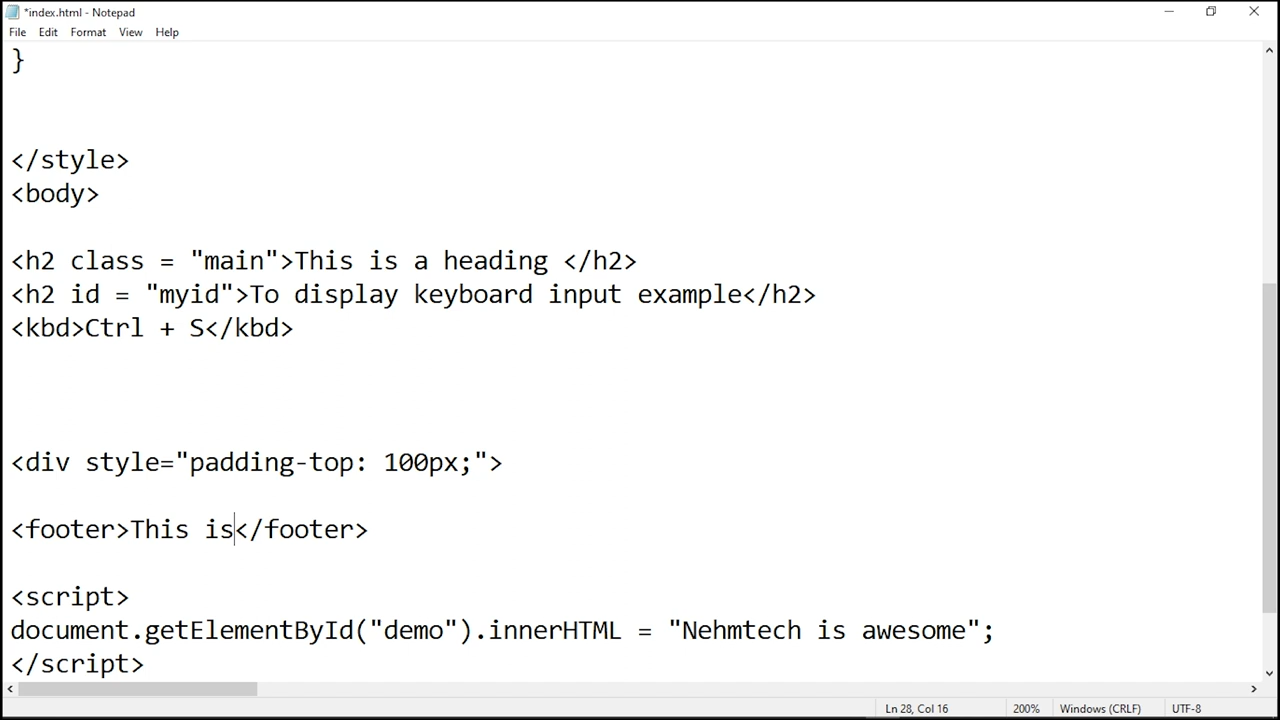 *index.html - Notepad
File Edit Format View Help
}
</style>
<body>
<h2 class = "main">This is a heading </h2>
<h2 id = "myid">To display keyboard input example</h2>
<kbd>Ctrl + S</kbd>
<div style="padding-top: 100px;">
<footer>This is</footer>
<script>
document.getElementById("demo").innerHTML = "Nehmtech is awesome";
</script>
Ln 28, Col 16 200% Windows (CRLF) UTF-8